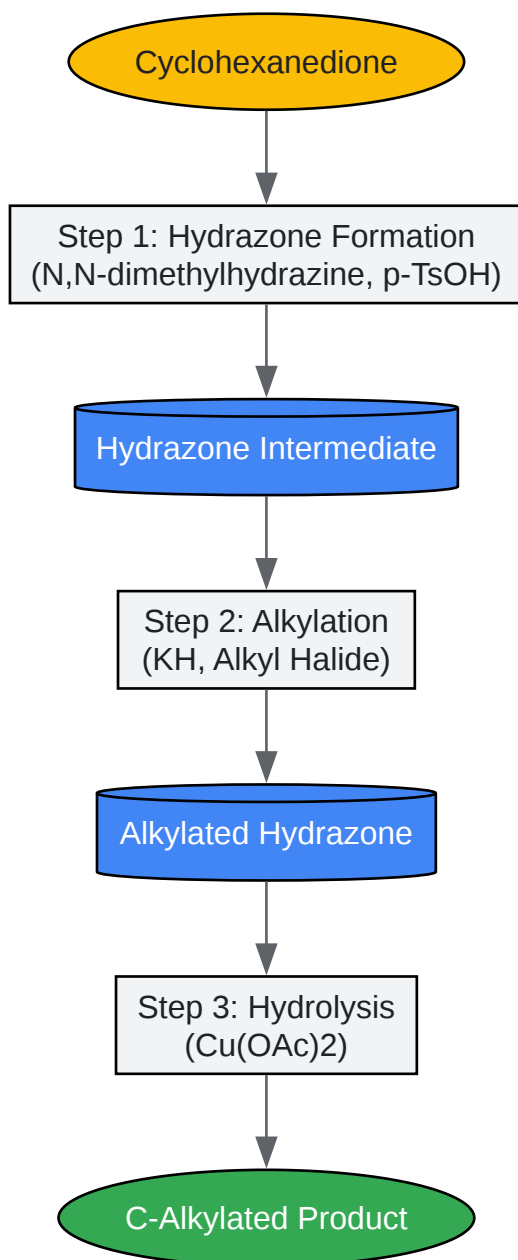 Cyclohexanedione
Step 1: Hydrazone Formation
(N,N-dimethylhydrazine, p-TsOH)
Hydrazone Intermediate
Step 2: Alkylation
(KH, Alkyl Halide)
Alkylated Hydrazone
Step 3: Hydrolysis
(Cu(OAc)2)
C-Alkylated Product